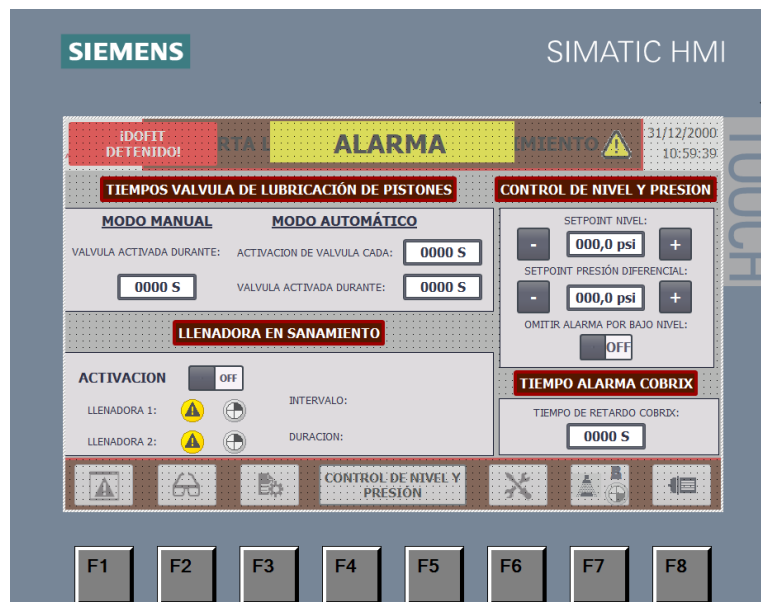 SIEMENS
SIMATIC HMI
TOUCH
¡DOFIT
DETENIDO!
RTA L
ALARMA
IMIENTO
31/12/2000
10:59:39
TIEMPOS VALVULA DE LUBRICACIÓN DE PISTONES
CONTROL DE NIVEL Y PRESION
MODO MANUAL
MODO AUTOMÁTICO
VALVULA ACTIVADA DURANTE:
0000 S
ACTIVACION DE VALVULA CADA:
0000 S
VALVULA ACTIVADA DURANTE:
0000 S
SETPOINT NIVEL:
- 000,0 psi +
SETPOINT PRESIÓN DIFERENCIAL:
- 000,0 psi +
OMITIR ALARMA POR BAJO NIVEL:
OFF
LLENADORA EN SANAMIENTO
ACTIVACION OFF
LLENADORA 1:
INTERVALO:
LLENADORA 2:
DURACION:
TIEMPO ALARMA COBRIX
TIEMPO DE RETARDO COBRIX:
0000 S
CONTROL DE NIVEL Y
PRESIÓN
B
F1 F2 F3 F4 F5 F6 F7 F8